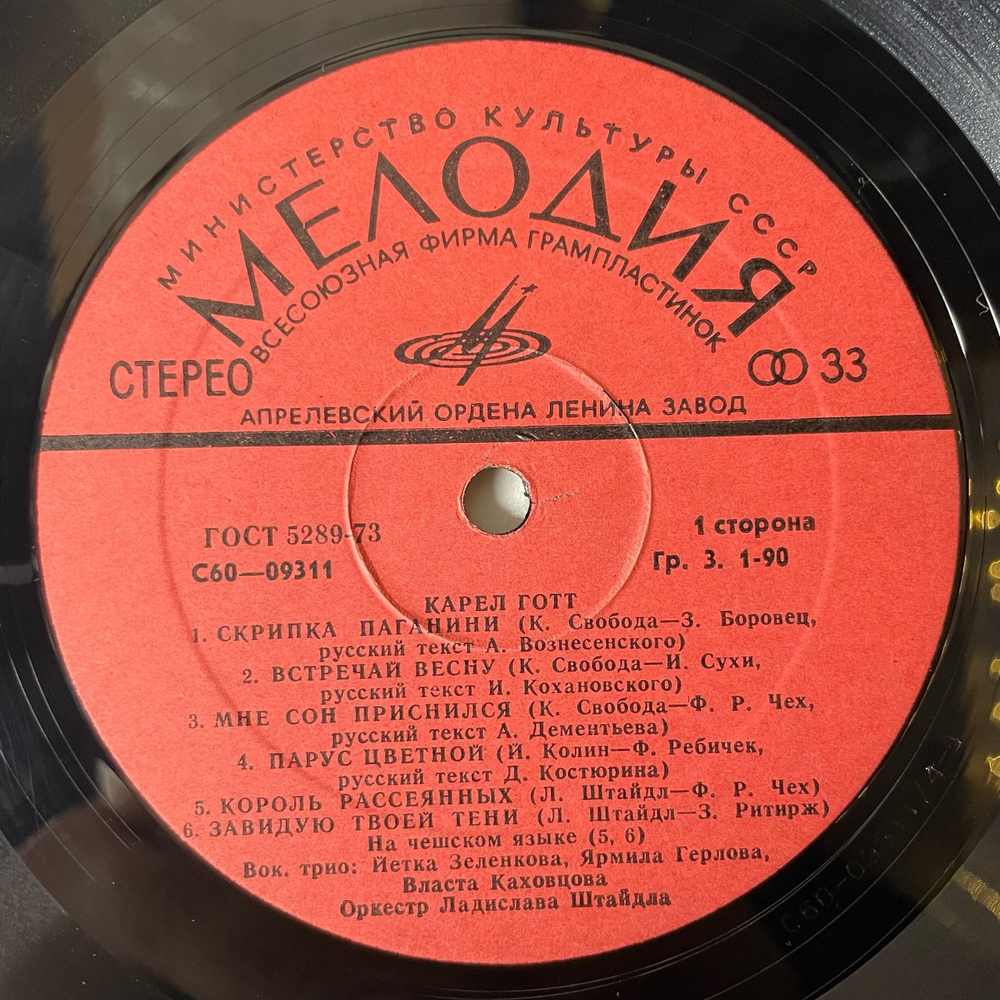 МИНИСТЕРСТВО КУЛЬТУРЫ СССР
МЕЛОДИЯ
ВСЕСОЮЗНАЯ ФИРМА ГРАМПЛАСТИНОК
СТЕРЕО
33
АПРЕЛЕВСКИЙ ОРДЕНА ЛЕНИНА ЗАВОД
ГОСТ 5289-73
1 сторона
С60—09311
Гр. 3. 1-90
КАРЕЛ ГОТТ
1. СКРИПКА ПАГАНИНИ (К. Свобода—З. Боровец,
русский текст А. Вознесенского)
2. ВСТРЕЧАЙ ВЕСНУ (К. Свобода—И. Сухи,
русский текст И. Кохановского)
3. МНЕ СОН ПРИСНИЛСЯ (К. Свобода—Ф. Р. Чех,
русский текст А. Дементьева)
4. ПАРУС ЦВЕТНОЙ (Й. Колин—Ф. Ребичек,
русский текст Д. Костюрина)
5. КОРОЛЬ РАССЕЯННЫХ (Л. Штайдл—Ф. Р. Чех)
6. ЗАВИДУЮ ТВОЕЙ ТЕНИ (Л. Штайдл—З. Ритирж)
На чешском языке (5, 6)
Вок. трио: Йетка Зеленкова, Ярмила Герлова,
Власта Каховцова
Оркестр Ладислава Штайдла